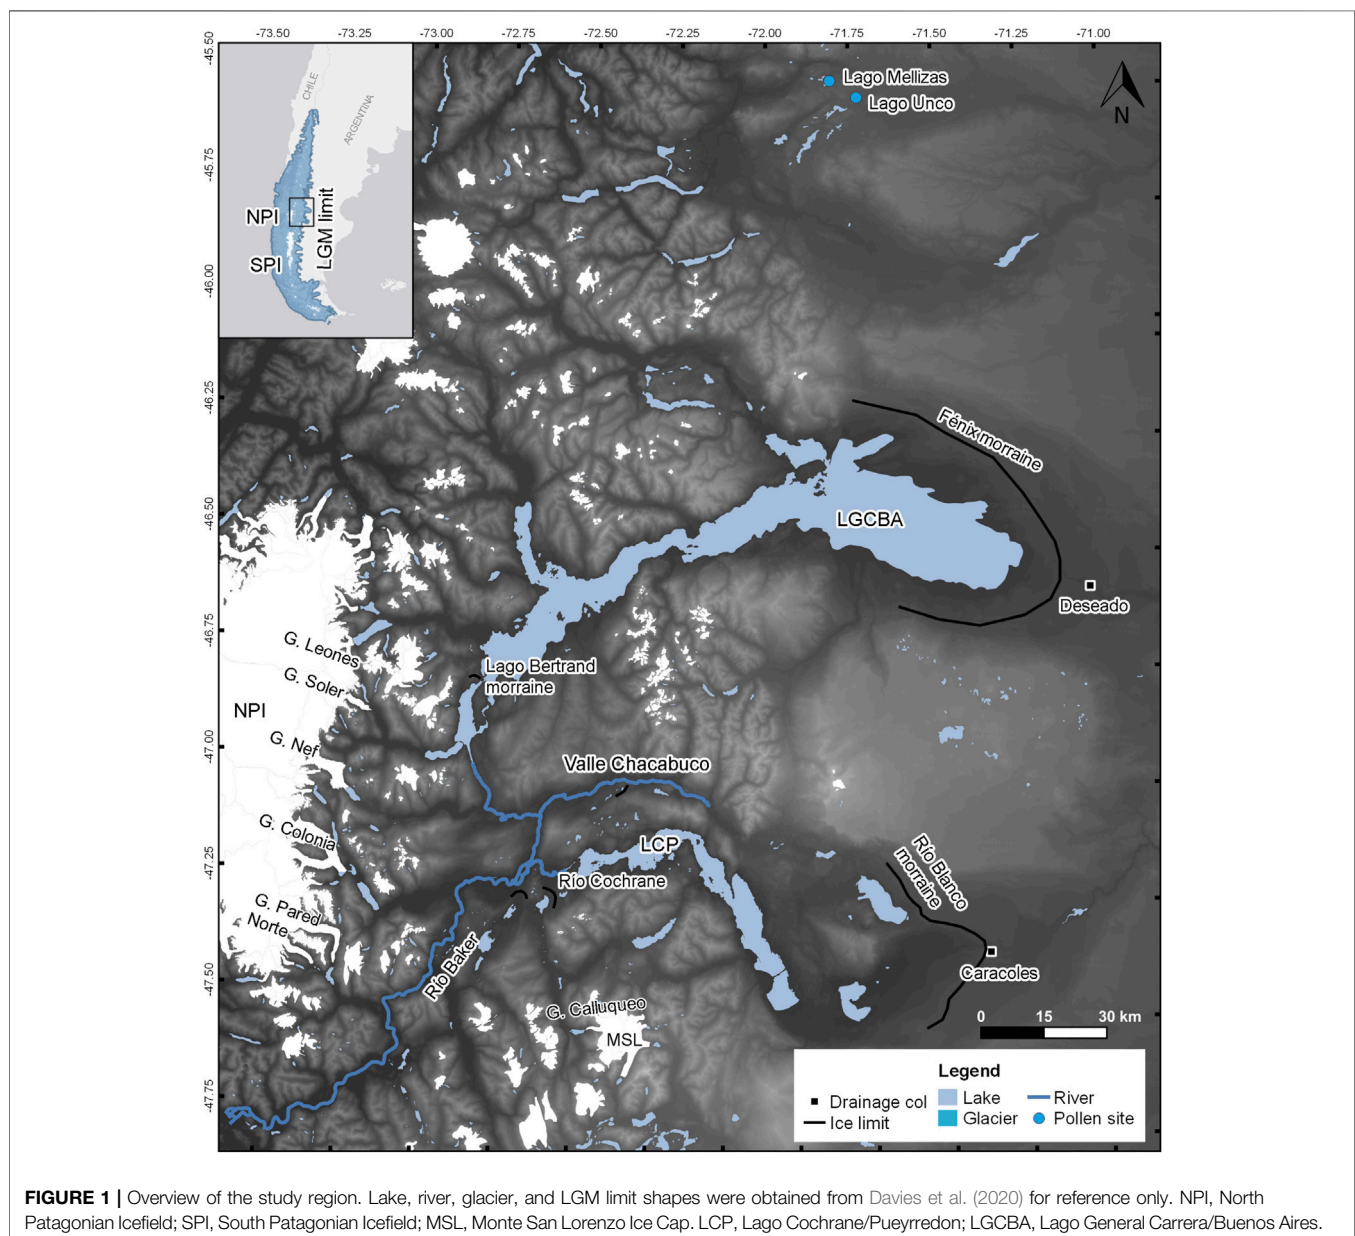 -73.50 -73.25 -73.00 -72.75 -72.50 -72.25 -72.00 -71.75 -71.50 -71.25 -71.00
-45.50
-45.75
-46.00
-46.25
-46.50
-46.75
-47.00
-47.25
-47.50
-47.75
CHILE
ARGENTINA
NPI
SPI
LGM limit
Lago Mellizas
Lago Unco
N
Fénix morraine
LGCBA
Deseado
G. Leones
G. Soler
NPI
G. Nef
G. Colonia
G. Pared
Norte
Lago Bertrand
morraine
Valle Chacabuco
LCP
Río Cochrane
Río Baker
Río Blanco
morraine
Caracoles
G. Calluqueo
MSL
0 15 30 km
Legend
Drainage col
Ice limit
Lake
Glacier
River
Pollen site
FIGURE 1 | Overview of the study region. Lake, river, glacier, and LGM limit shapes were obtained from Davies et al. (2020) for reference only. NPI, North
Patagonian Icefield; SPI, South Patagonian Icefield; MSL, Monte San Lorenzo Ice Cap. LCP, Lago Cochrane/Pueyrredon; LGCBA, Lago General Carrera/Buenos Aires.